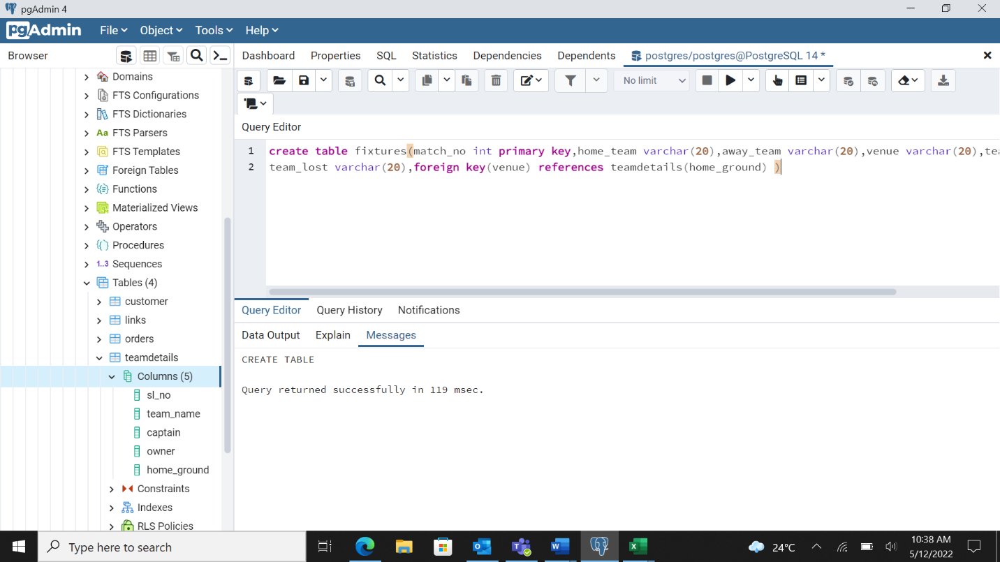 pgAdmin 4
pgAdmin File Object Tools Help
Browser
Dashboard Properties SQL Statistics Dependencies Dependents postgres/postgres@PostgreSQL 14 *
No limit
Domains
FTS Configurations
FTS Dictionaries
Aa FTS Parsers
FTS Templates
Foreign Tables
Functions
Materialized Views
Operators
Procedures
1..3 Sequences
Tables (4)
customer
links
orders
teamdetails
Columns (5)
sl_no
team_name
captain
owner
home_ground
Constraints
Indexes
RLS Policies
Query Editor
1 create table fixtures(match_no int primary key,home_team varchar(20),away_team varchar(20),venue varchar(20),
2 team_lost varchar(20),foreign key(venue) references teamdetails(home_ground) )
Query Editor Query History Notifications
Data Output Explain Messages
CREATE TABLE
Query returned successfully in 119 msec.
Type here to search
24°C
10:38 AM
5/12/2022